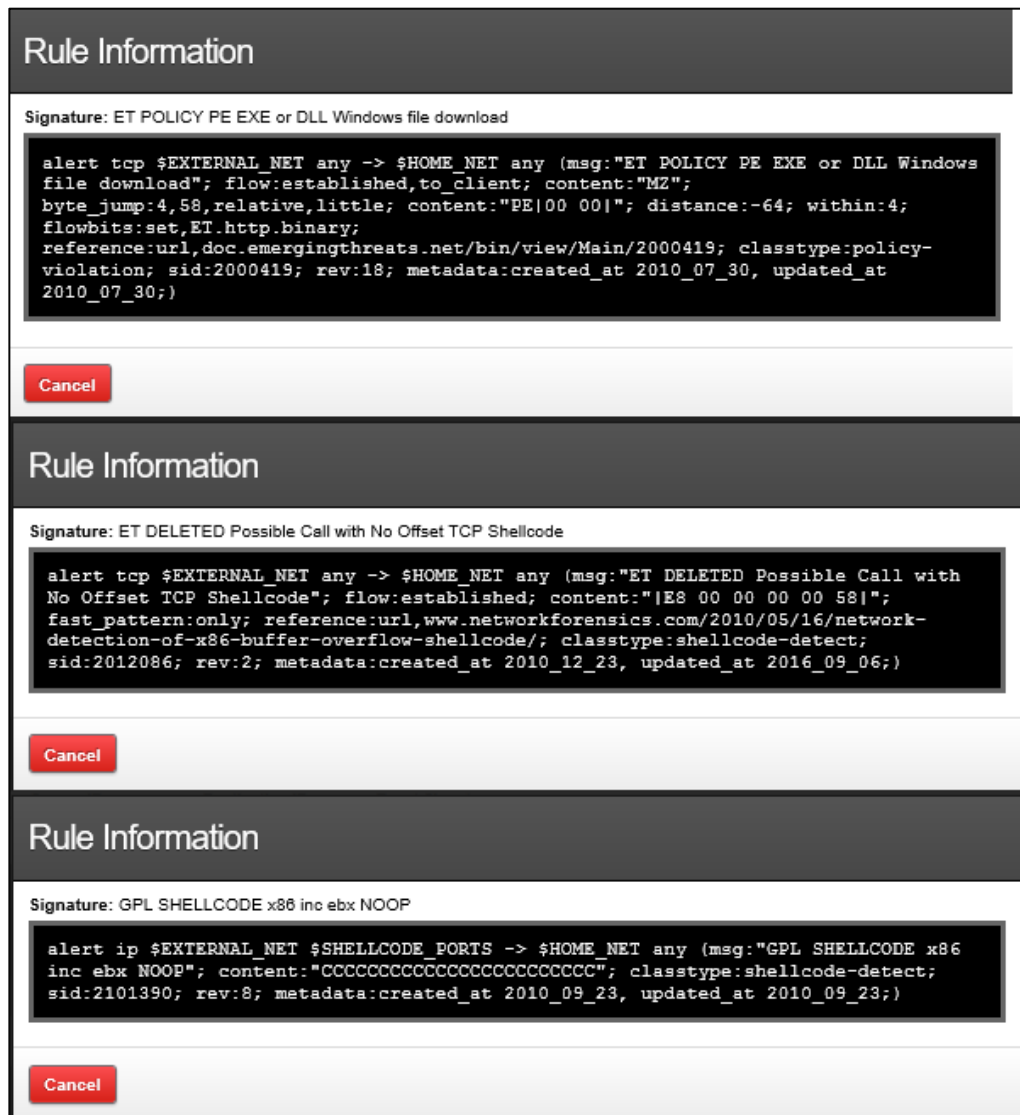 Rule Information
Signature: ET POLICY PE EXE or DLL Windows file download
alert tcp $EXTERNAL_NET any -> $HOME_NET any (msg:"ET POLICY PE EXE or DLL Windows
file download"; flow:established,to_client; content:"MZ";
byte_jump:4,58,relative,little; content:"PE|00 00|"; distance:-64; within:4;
flowbits:set,ET.http.binary;
reference:url,doc.emergingthreats.net/bin/view/Main/2000419; classtype:policy-
violation; sid:2000419; rev:18; metadata:created_at 2010_07_30, updated_at
2010_07_30;)
Cancel
Rule Information
Signature: ET DELETED Possible Call with No Offset TCP Shellcode
alert tcp $EXTERNAL_NET any -> $HOME_NET any (msg:"ET DELETED Possible Call with
No Offset TCP Shellcode"; flow:established; content:"|E8 00 00 00 00 58|";
fast_pattern:only; reference:url,www.networkforensics.com/2010/05/16/network-
detection-of-x86-buffer-overflow-shellcode/; classtype:shellcode-detect;
sid:2012086; rev:2; metadata:created_at 2010_12_23, updated_at 2016_09_06;)
Cancel
Rule Information
Signature: GPL SHELLCODE x86 inc ebx NOOP
alert ip $EXTERNAL_NET $SHELLCODE_PORTS -> $HOME_NET any (msg:"GPL SHELLCODE x86
inc ebx NOOP"; content:"CCCCCCCCCCCCCCCCCCCCCCCC"; classtype:shellcode-detect;
sid:2101390; rev:8; metadata:created_at 2010_09_23, updated_at 2010_09_23;)
Cancel